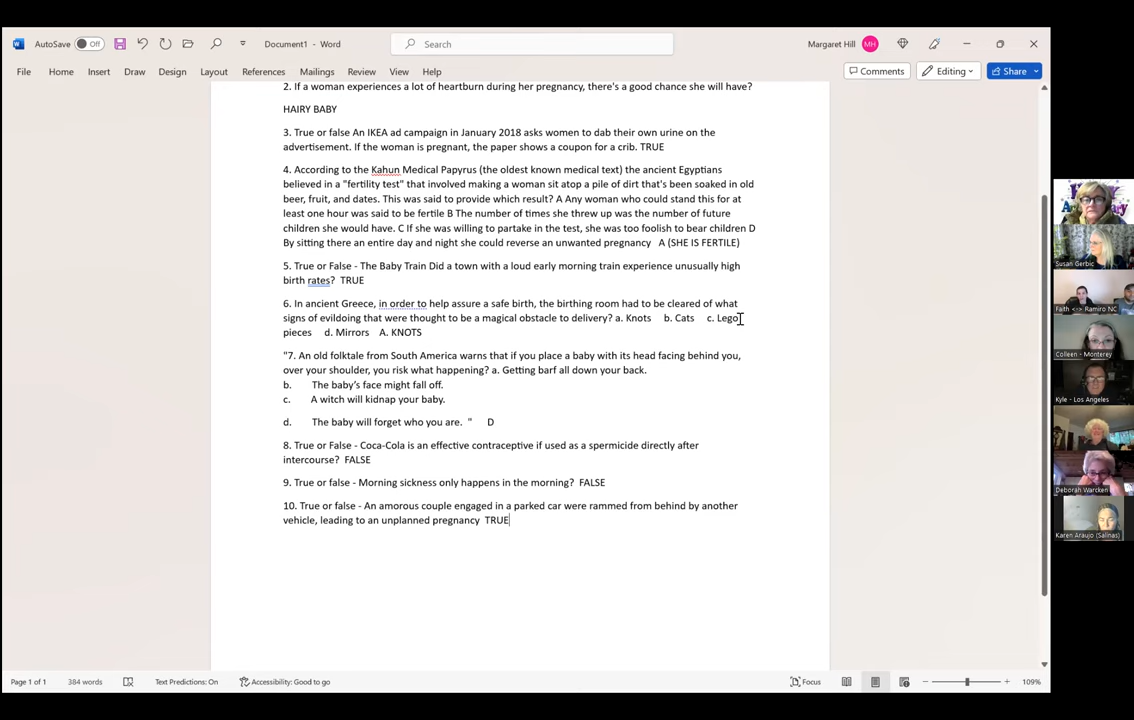 AutoSave Off Document1 - Word Search Margaret Hill MH
File Home Insert Draw Design Layout References Mailings Review View Help Comments Editing Share
2. If a woman experiences a lot of heartburn during her pregnancy, there's a good chance she will have?
HAIRY BABY
3. True or false An IKEA ad campaign in January 2018 asks women to dab their own urine on the
advertisement. If the woman is pregnant, the paper shows a coupon for a crib. TRUE
4. According to the Kahun Medical Papyrus (the oldest known medical text) the ancient Egyptians
believed in a "fertility test" that involved making a woman sit atop a pile of dirt that's been soaked in old
beer, fruit, and dates. This was said to provide which result? A Any woman who could stand this for at
least one hour was said to be fertile B The number of times she threw up was the number of future
children she would have. C If she was willing to partake in the test, she was too foolish to bear children D
By sitting there an entire day and night she could reverse an unwanted pregnancy A (SHE IS FERTILE)
5. True or False - The Baby Train Did a town with a loud early morning train experience unusually high
birth rates? TRUE
6. In ancient Greece, in order to help assure a safe birth, the birthing room had to be cleared of what
signs of evildoing that were thought to be a magical obstacle to delivery? a. Knots b. Cats c. Lego
pieces d. Mirrors A. KNOTS
"7. An old folktale from South America warns that if you place a baby with its head facing behind you,
over your shoulder, you risk what happening? a. Getting barf all down your back.
b. The baby's face might fall off.
c. A witch will kidnap your baby.
d. The baby will forget who you are. " D
8. True or False - Coca-Cola is an effective contraceptive if used as a spermicide directly after
intercourse? FALSE
9. True or false - Morning sickness only happens in the morning? FALSE
10. True or false - An amorous couple engaged in a parked car were rammed from behind by another
vehicle, leading to an unplanned pregnancy TRUE
Page 1 of 1 384 words Text Predictions: On Accessibility: Good to go Focus 109%
Susan Gerbic
Faith <-> Ramiro NC
Colleen - Monterey
Kyle - Los Angeles
Deborah Warcken
Karen Araujo (Salinas)